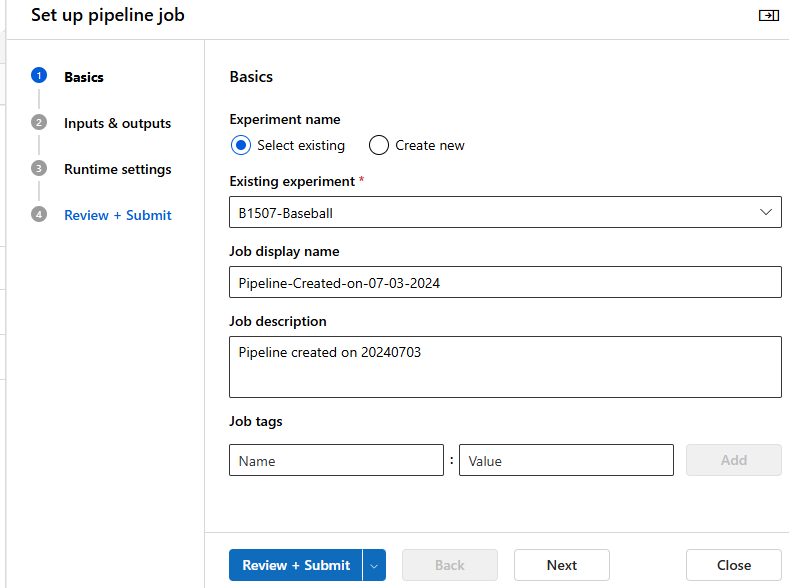 Set up pipeline job
1 Basics
2 Inputs & outputs
3 Runtime settings
4 Review + Submit
Basics
Experiment name
Select existing Create new
Existing experiment *
B1507-Baseball
Job display name
Pipeline-Created-on-07-03-2024
Job description
Pipeline created on 20240703
Job tags
Name : Value Add
Review + Submit Back Next Close